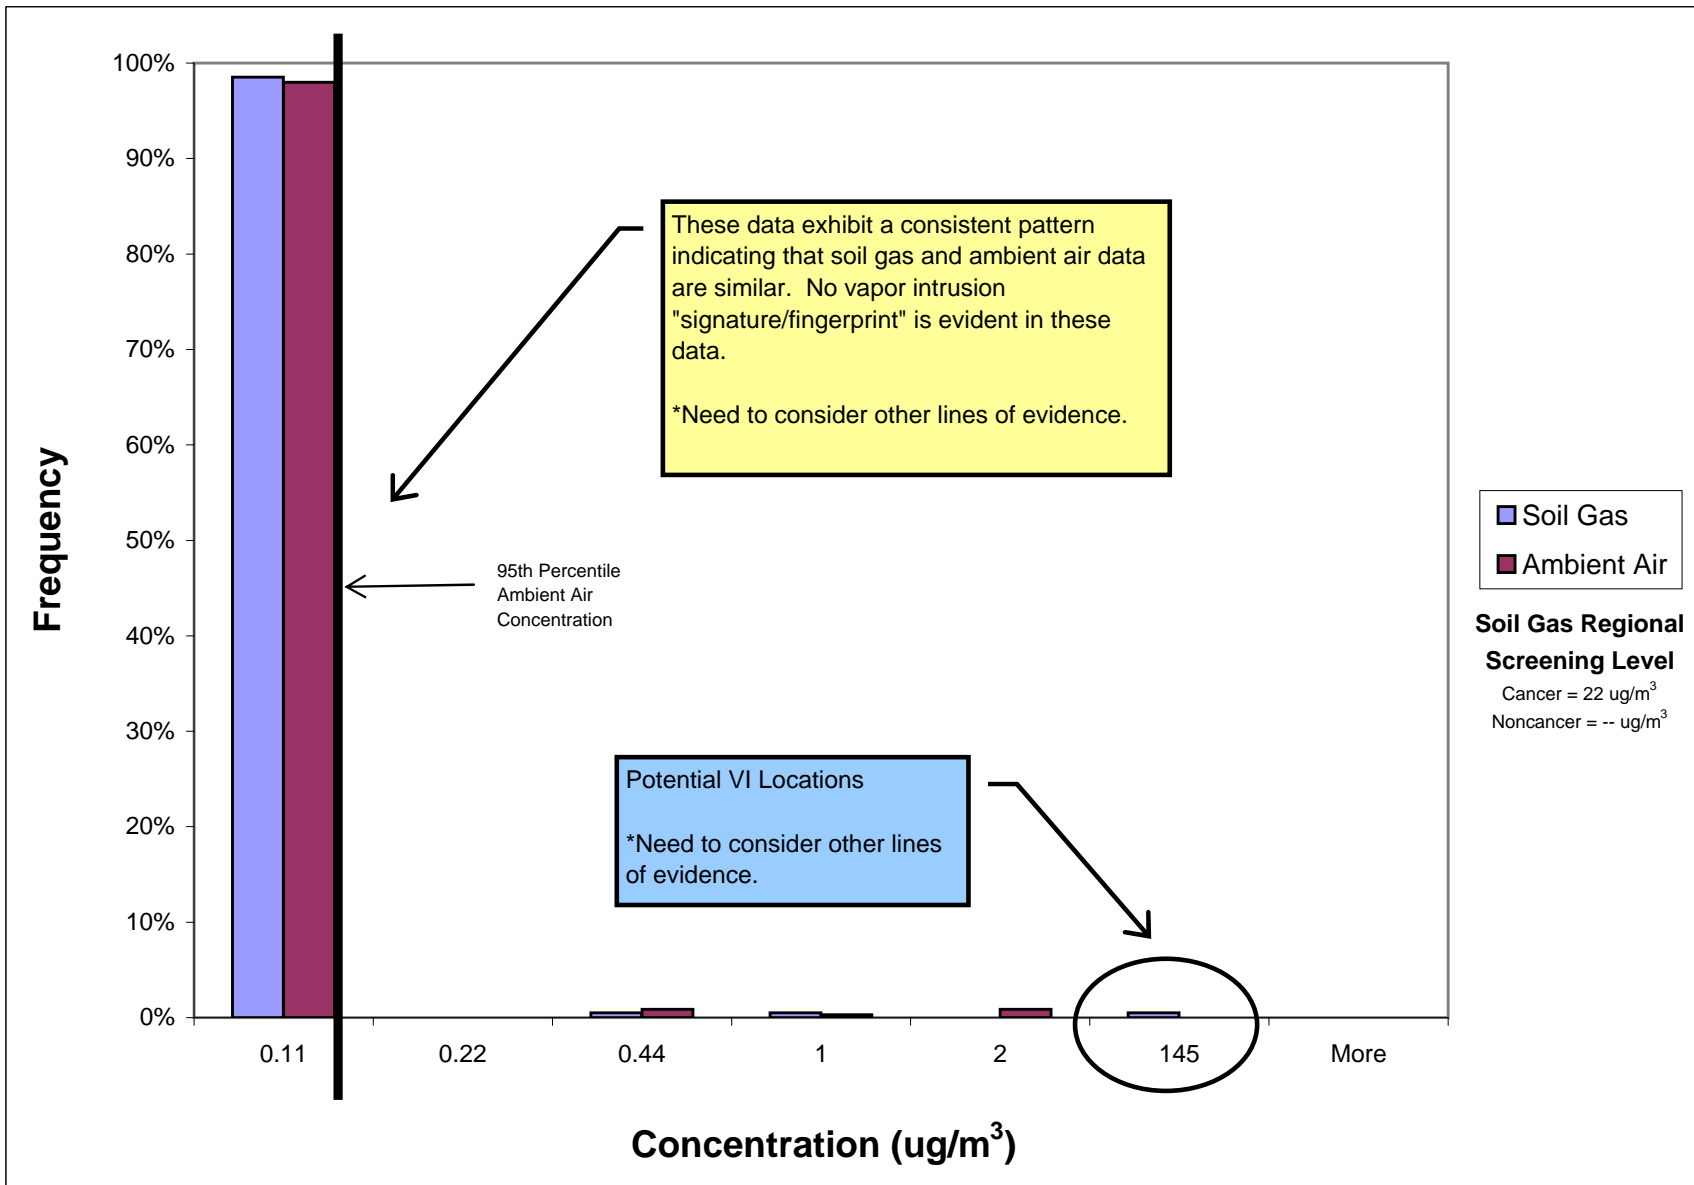 100%
90%
80%
70%
60%
50%
40%
30%
20%
10%
0%
Frequency
These data exhibit a consistent pattern
indicating that soil gas and ambient air data
are similar.  No vapor intrusion
"signature/fingerprint" is evident in these
data.
*Need to consider other lines of evidence.
95th Percentile
Ambient Air
Concentration
Potential VI Locations
*Need to consider other lines
of evidence.
Soil Gas
Ambient Air
Soil Gas Regional
Screening Level
Cancer = 22 ug/m³
Noncancer = -- ug/m³
0.11 0.22 0.44 1 2 145 More
Concentration (ug/m³)